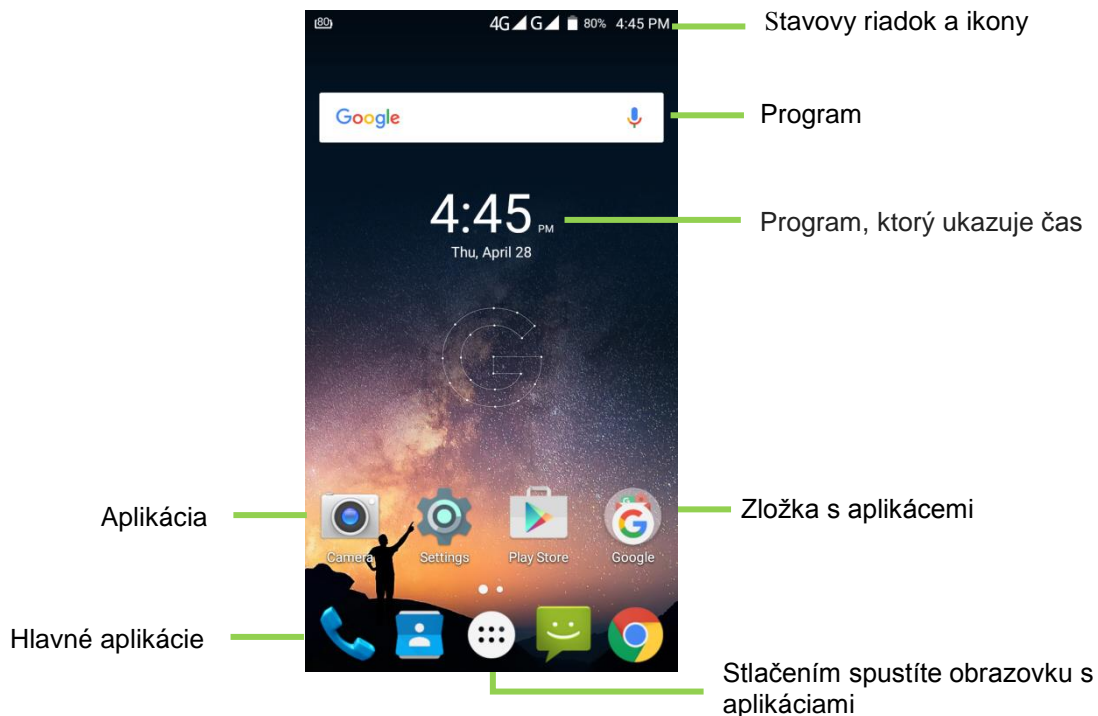 80
4G G 80% 4:45 PM
Stavovy riadok a ikony
Google
Program
4:45 PM
Program, ktorý ukazuje čas
Thu, April 28
Aplikácia
Zložka s aplikácemi
Camera
Settings
Play Store
Google
Hlavné aplikácie
Stlačením spustíte obrazovku s
aplikáciami